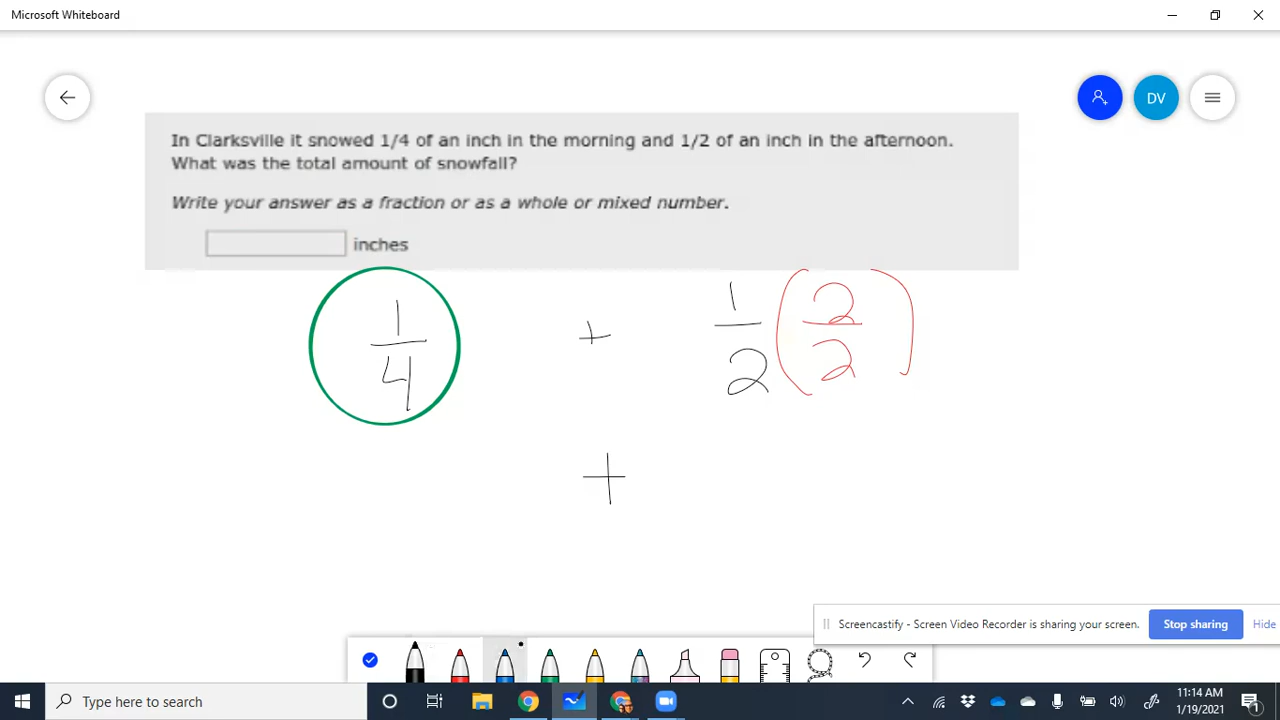 Microsoft Whiteboard
DV
In Clarksville it snowed 1/4 of an inch in the morning and 1/2 of an inch in the afternoon.
What was the total amount of snowfall?
Write your answer as a fraction or as a whole or mixed number.
inches
1/4 + 1/2 (2/2)
+
Screencastify - Screen Video Recorder is sharing your screen. Stop sharing Hide
Type here to search
11:14 AM
1/19/2021
1